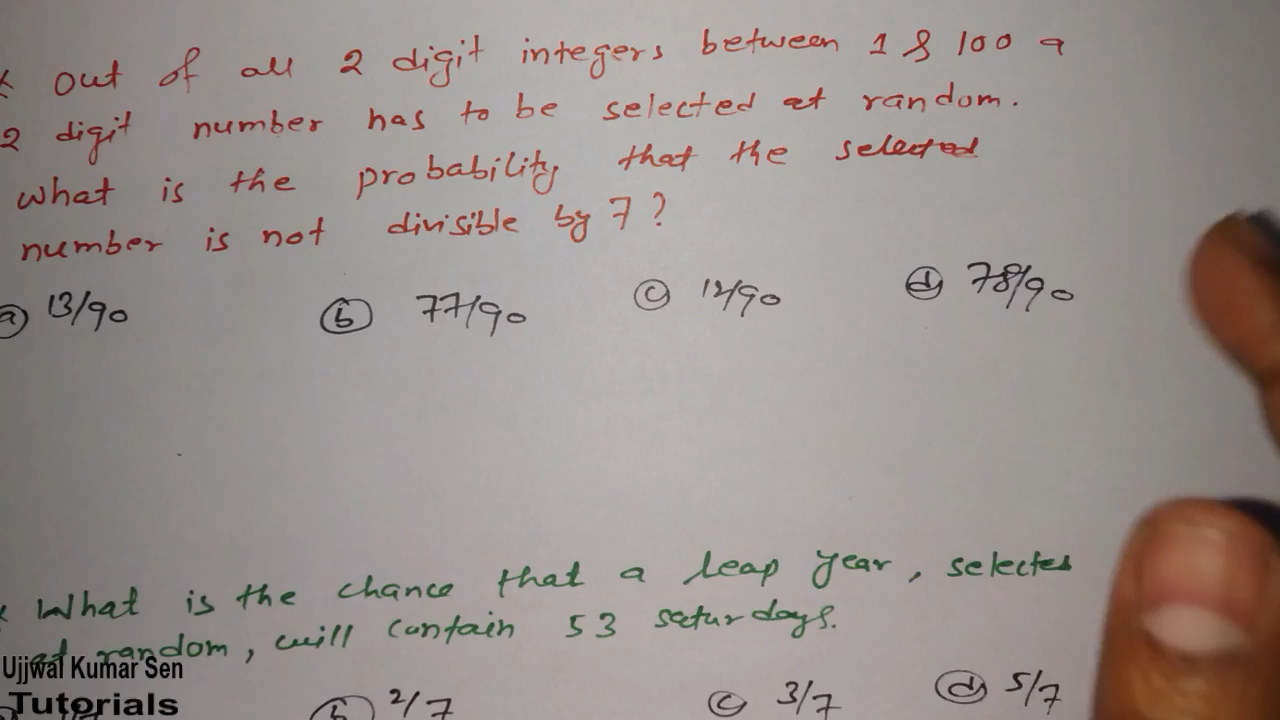 out of all 2 digit integers between 1 & 100 a
2 digit number has to be selected at random.
what is the probability that the selected
number is not divisible by 7 ?
a 13/90 b 77/90 c 12/90 d 78/90
What is the chance that a leap year, selected
at random, will contain 53 saturdays.
Ujjwal Kumar Sen
Tutorials
b 2/7 c 3/7 d 5/7